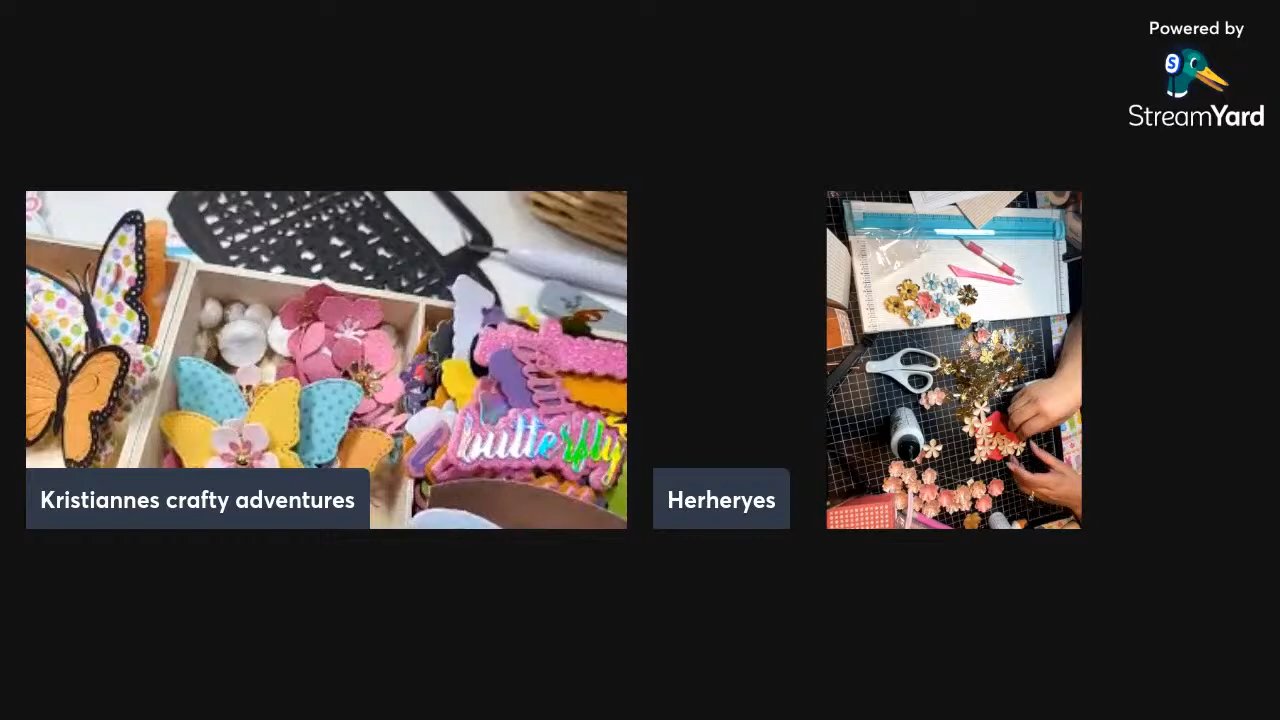 Powered by
S
StreamYard
butterfly
Kristiannes crafty adventures
Herheryes